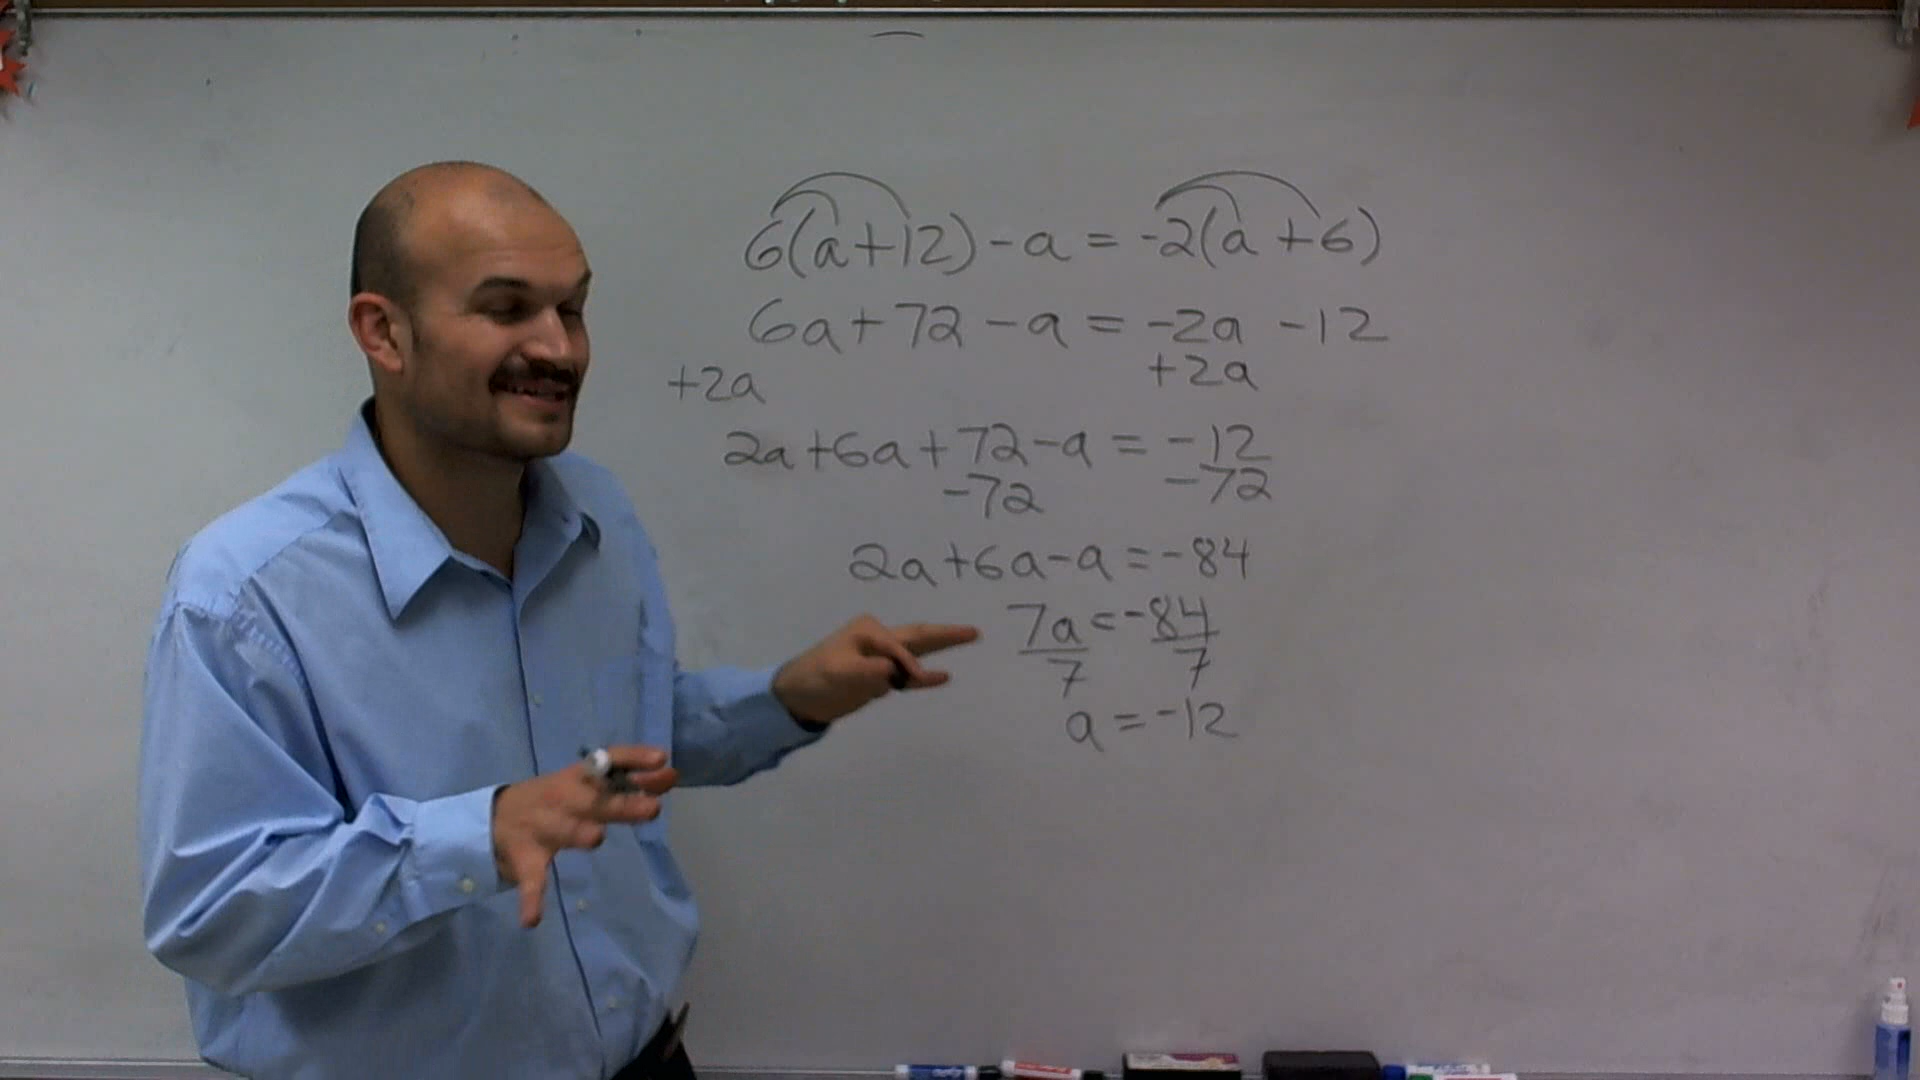 6(a+12)-a=-2(a+6)
6a+72-a=-2a-12
+2a +2a
2a+6a+72-a=-12
-72 -72
2a+6a-a=-84
7a=-84
7 7
a=-12